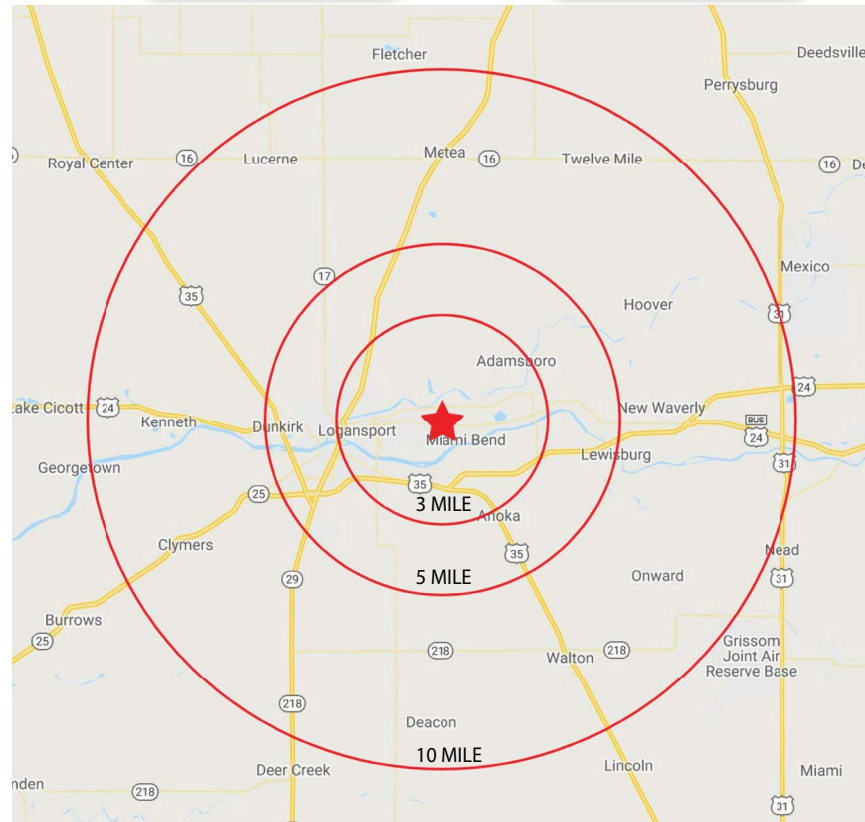 Fletcher
Deedsville
Perrysburg
Royal Center
16
Lucerne
Metea
16
Twelve Mile
16
De
17
Mexico
35
Hoover
31
Adamsboro
24
Lake Cicott
24
Kenneth
Dunkirk
Logansport
New Waverly
BUS
24
Miami Bend
Georgetown
Lewisburg
31
25
35
3 MILE
Anoka
Clymers
35
Nead
5 MILE
29
Onward
31
Burrows
25
218
Walton
218
Grissom
Joint Air
Reserve Base
218
Deacon
10 MILE
Deer Creek
Lincoln
Miami
nden
218
31